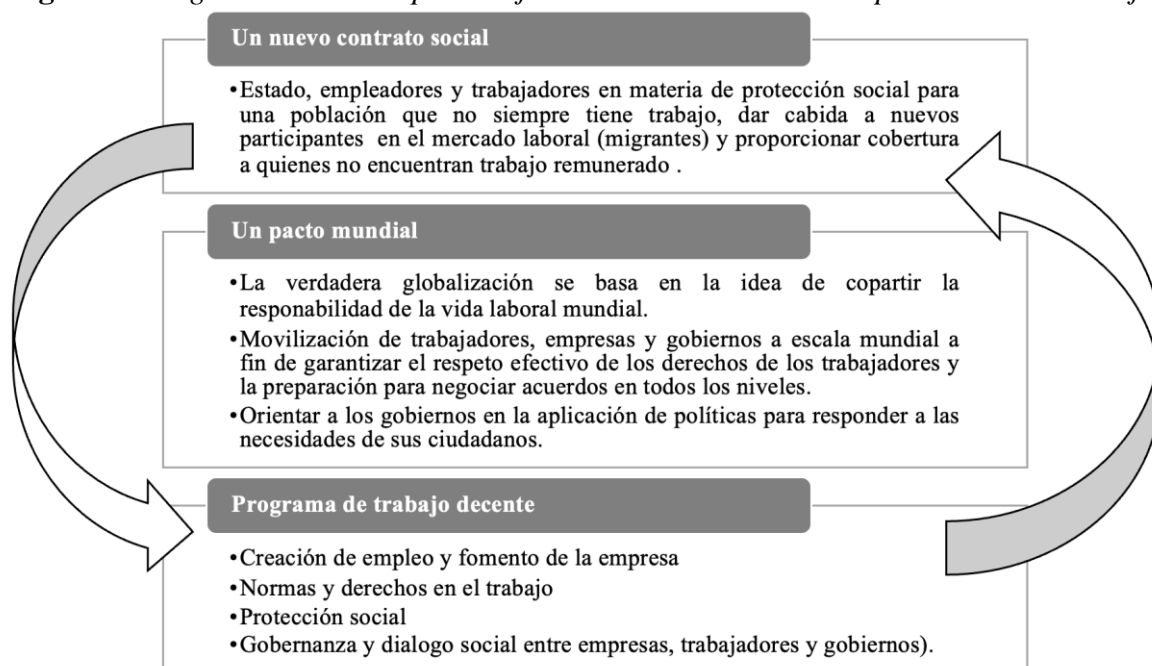 Un nuevo contrato social
•Estado, empleadores y trabajadores en materia de protección social para
una población que no siempre tiene trabajo, dar cabida a nuevos
participantes en el mercado laboral (migrantes) y proporcionar cobertura
a quienes no encuentran trabajo remunerado .
Un pacto mundial
•La verdadera globalización se basa en la idea de copartir la
responabilidad de la vida laboral mundial.
•Movilización de trabajadores, empresas y gobiernos a escala mundial a
fin de garantizar el respeto efectivo de los derechos de los trabajadores y
la preparación para negociar acuerdos en todos los niveles.
•Orientar a los gobiernos en la aplicación de políticas para responder a las
necesidades de sus ciudadanos.
Programa de trabajo decente
•Creación de empleo y fomento de la empresa
•Normas y derechos en el trabajo
•Protección social
•Gobernanza y dialogo social entre empresas, trabajadores y gobiernos).